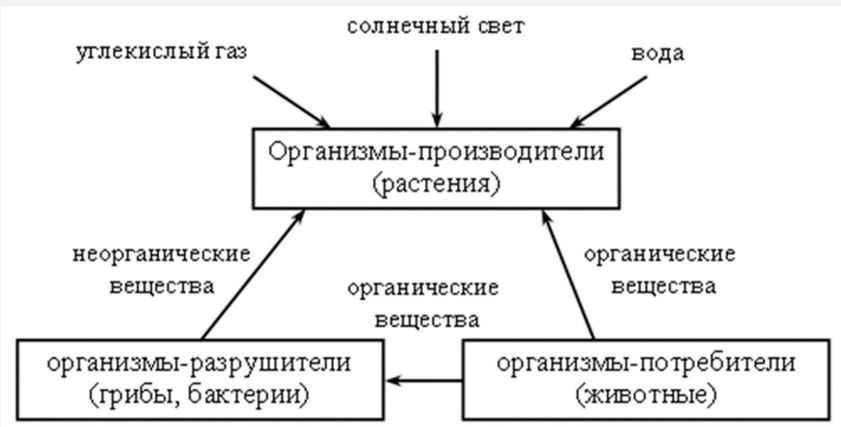 солнечный свет
углекислый газ
вода
Организмы-производители
(растения)
неорганические
вещества
органические
вещества
органические
вещества
организмы-разрушители
(грибы, бактерии)
организмы-потребители
(животные)